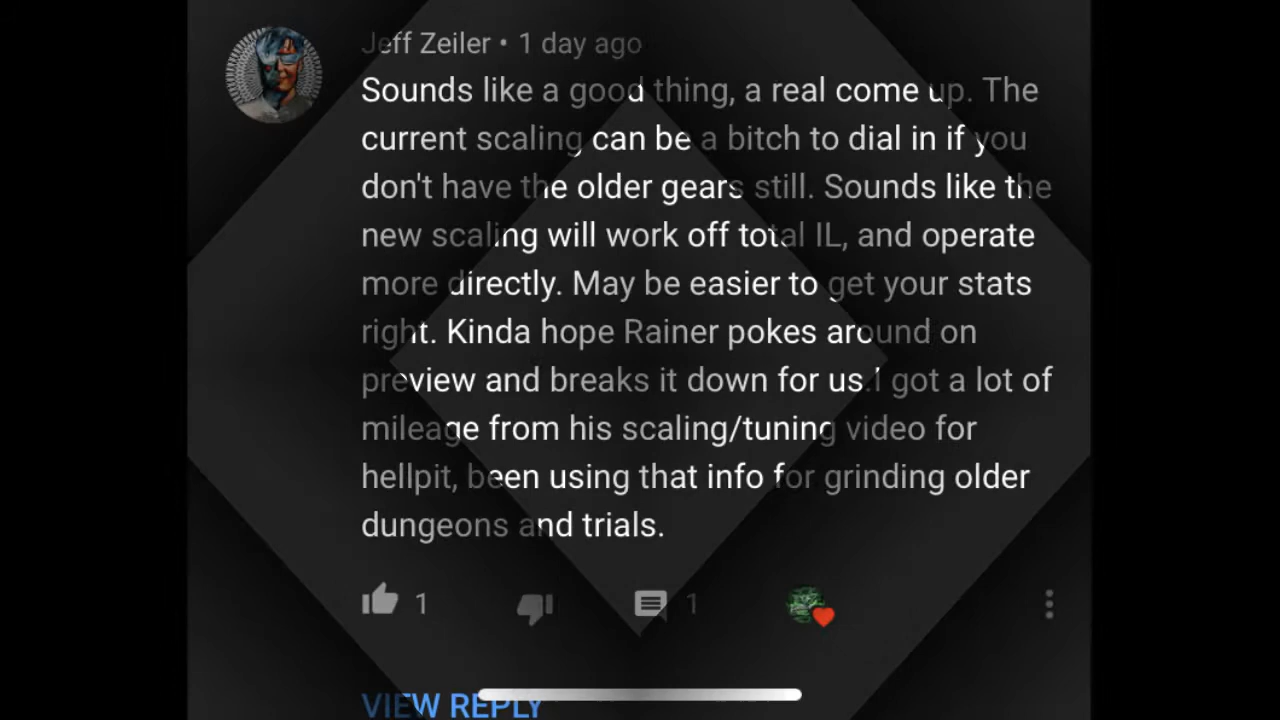 Jeff Zeiler • 1 day ago
Sounds like a good thing, a real come up. The
current scaling can be a bitch to dial in if you
don't have the older gears still. Sounds like the
new scaling will work off total IL, and operate
more directly. May be easier to get your stats
right. Kinda hope Rainer pokes around on
preview and breaks it down for us.I got a lot of
mileage from his scaling/tuning video for
hellpit, been using that info for grinding older
dungeons and trials.
1 1
VIEW REPLY